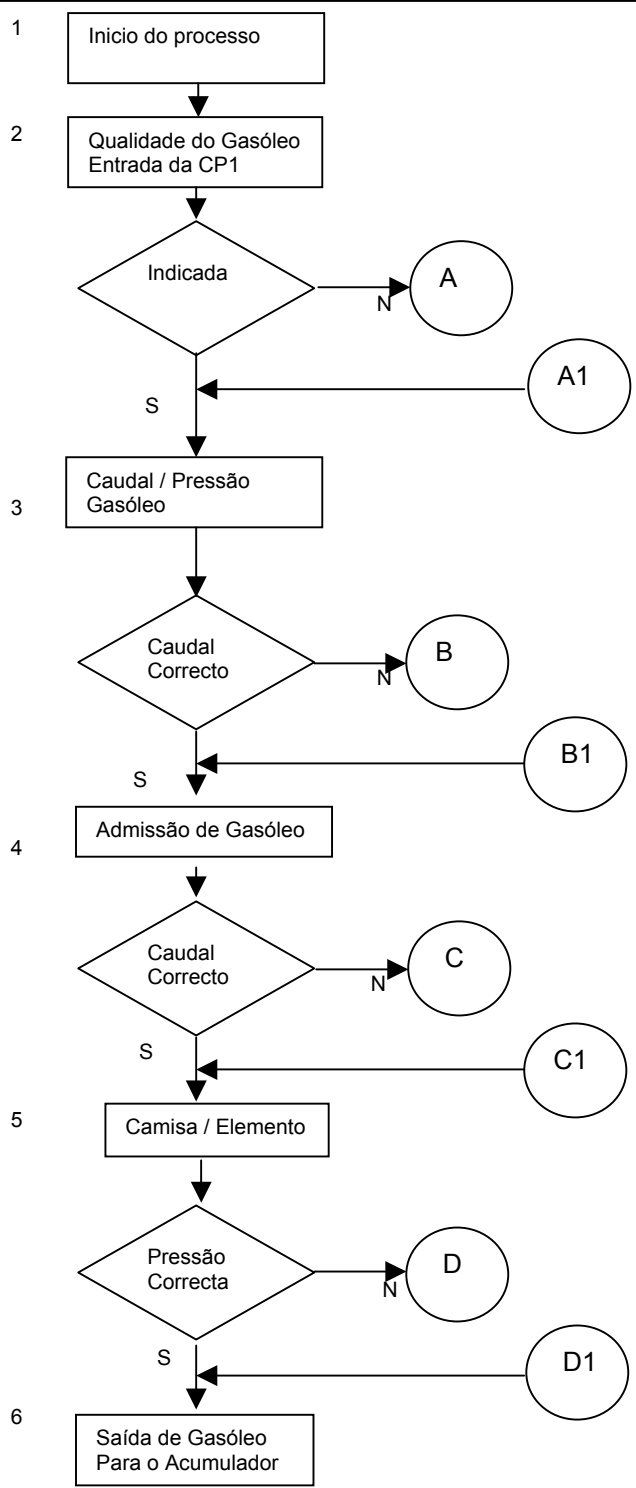 1
Inicio do processo
2
Qualidade do Gasóleo
Entrada da CP1
Indicada
A
N
A1
S
3
Caudal / Pressão
Gasóleo
Caudal
Correcto
B
N
B1
S
4
Admissão de Gasóleo
Caudal
Correcto
C
N
S
C1
5
Camisa / Elemento
Pressão
Correcta
D
N
S
D1
6
Saída de Gasóleo
Para o Acumulador